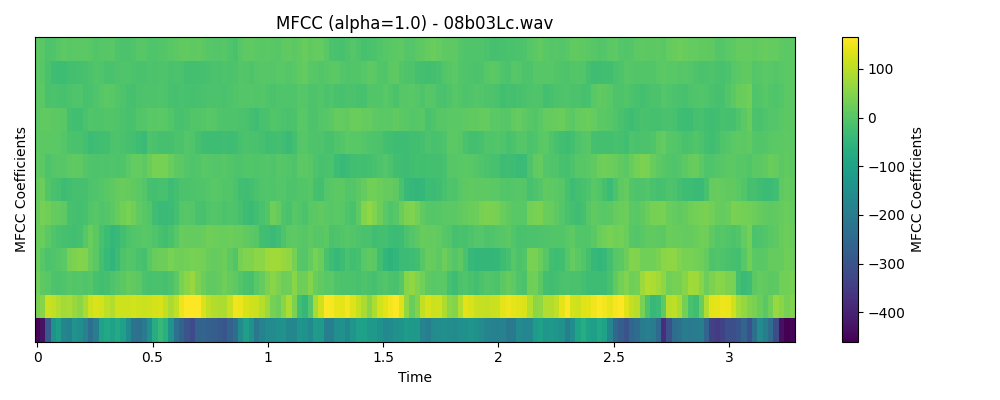 MFCC (alpha=1.0) - 08b03Lc.wav
MFCC Coefficients
0 0.5 1 1.5 2 2.5 3
Time
100
0
−100
−200
−300
−400
MFCC Coefficients